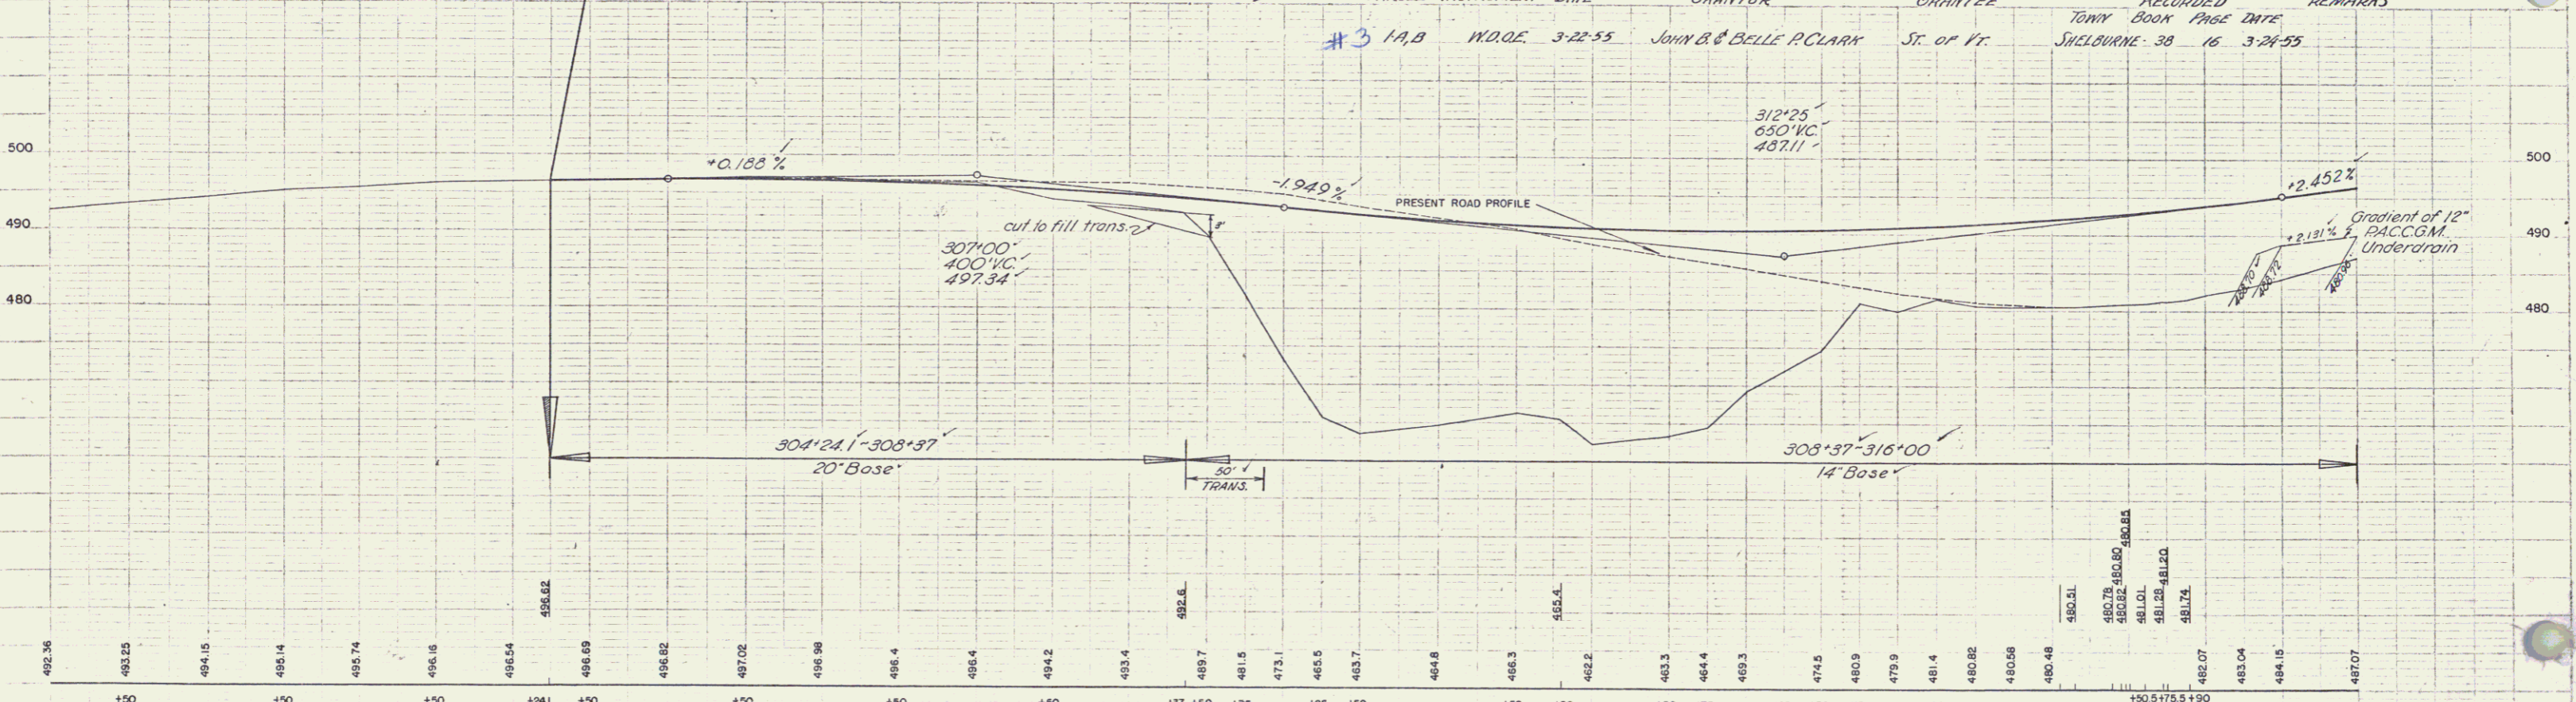 TOWN BOOK PAGE DATE
#3 1-A,B W.D.O.E. 3-22-55 JOHN B. & BELLE P. CLARK ST. OF VT. SHELBURNE- 38 16 3-24-55
312+25
650'V.C.
487.11
500
+0.188 %
500
-1.949 %
+2.452 %
PRESENT ROAD PROFILE
490
cut to fill trans.
8'
Gradient of 12"
+2.131 %
P.A.C.C.G.M.
490
Underdrain
307+00
400'V.C.
497.34
480
488.72
480
304+24.1-308+37
20" Base
50'
TRANS.
308+37-316+00
14" Base
496.62
492.6
465.4
480.51
480.78
480.82
480.80
480.85
481.01
481.28
481.20
481.74
492.36 493.25 494.15 495.14 495.74 496.16 496.54 496.69 496.82 497.02 496.98 496.4 496.4 494.2 493.4 489.7 481.5 473.1 465.5 463.7 464.8 466.3 462.2 463.3 464.4 469.3 474.5 480.9 479.9 481.4 480.82 480.58 480.48 482.07 483.04 484.15 487.07
+50 +50 +50 +24.1 +50 +50 +50 +50.5 +75.5 +90